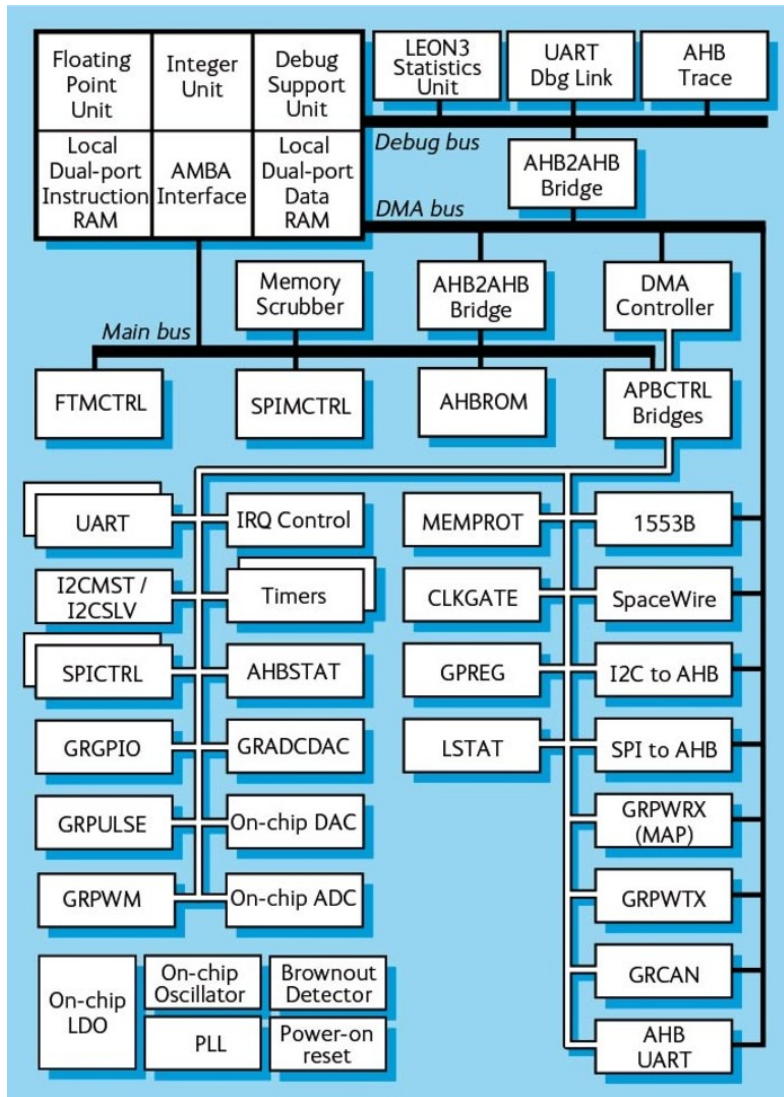 Floating
Point
Unit
Integer
Unit
Debug
Support
Unit
LEON3
Statistics
Unit
UART
Dbg Link
AHB
Trace
Local
Dual-port
Instruction
RAM
AMBA
Interface
Local
Dual-port
Data
RAM
Debug bus
AHB2AHB
Bridge
DMA bus
Memory
Scrubber
AHB2AHB
Bridge
DMA
Controller
Main bus
FTMCTRL
SPIMCTRL
AHBROM
APBCTRL
Bridges
UART
IRQ Control
MEMPROT
1553B
I2CMST /
I2CSLV
Timers
CLKGATE
SpaceWire
SPICTRL
AHBSTAT
GPREG
I2C to AHB
GRGPIO
GRADCDAC
LSTAT
SPI to AHB
GRPULSE
On-chip DAC
GRPWRX
(MAP)
GRPWM
On-chip ADC
GRPWTX
On-chip
LDO
On-chip
Oscillator
Brownout
Detector
GRCAN
PLL
Power-on
reset
AHB
UART